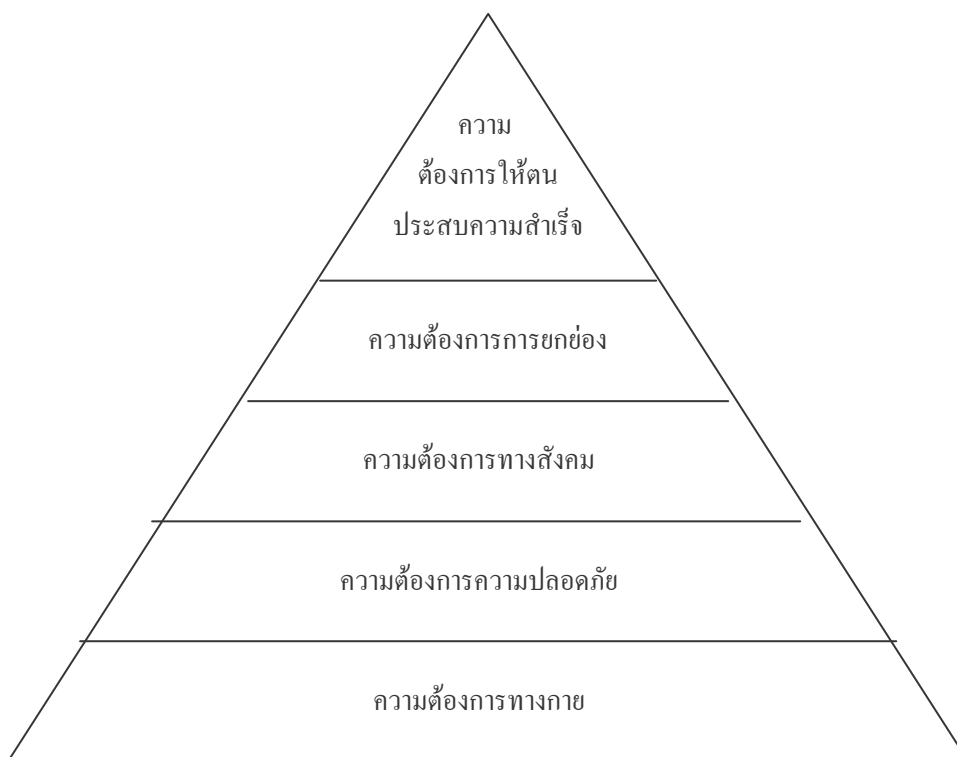 ความ
ต้องการให้ตน
ประสบความสำเร็จ
ความต้องการการยกย่อง
ความต้องการทางสังคม
ความต้องการความปลอดภัย
ความต้องการทางกาย